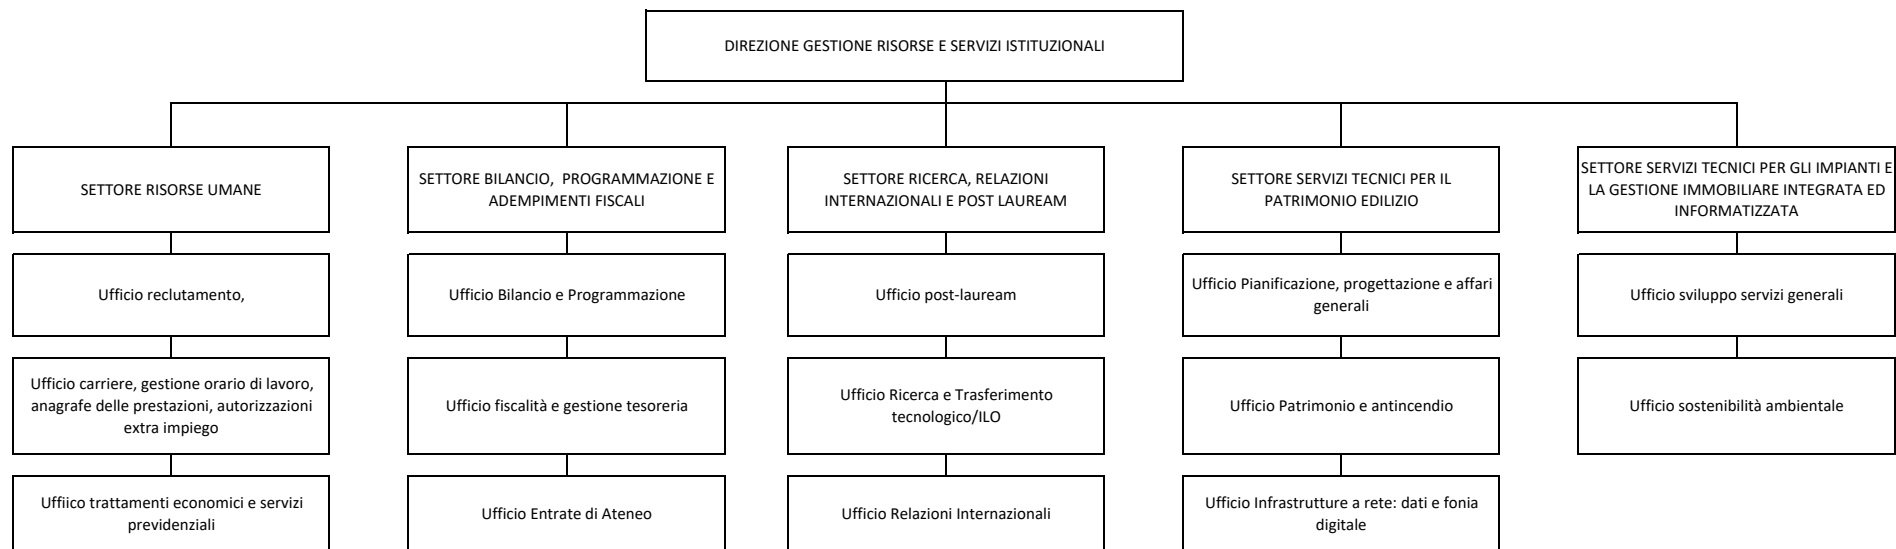 DIREZIONE GESTIONE RISORSE E SERVIZI ISTITUZIONALI
SETTORE RISORSE UMANE
SETTORE BILANCIO, PROGRAMMAZIONE E
ADEMPIMENTI FISCALI
SETTORE RICERCA, RELAZIONI
INTERNAZIONALI E POST LAUREAM
SETTORE SERVIZI TECNICI PER IL
PATRIMONIO EDILIZIO
SETTORE SERVIZI TECNICI PER GLI IMPIANTI E
LA GESTIONE IMMOBILIARE INTEGRATA ED
INFORMATIZZATA
Ufficio reclutamento,
Ufficio Bilancio e Programmazione
Ufficio post-lauream
Ufficio Pianificazione, progettazione e affari
generali
Ufficio sviluppo servizi generali
Ufficio carriere, gestione orario di lavoro,
anagrafe delle prestazioni, autorizzazioni
extra impiego
Ufficio fiscalità e gestione tesoreria
Ufficio Ricerca e Trasferimento
tecnologico/ILO
Ufficio Patrimonio e antincendio
Ufficio sostenibilità ambientale
Uffiico trattamenti economici e servizi
previdenziali
Ufficio Entrate di Ateneo
Ufficio Relazioni Internazionali
Ufficio Infrastrutture a rete: dati e fonia
digitale